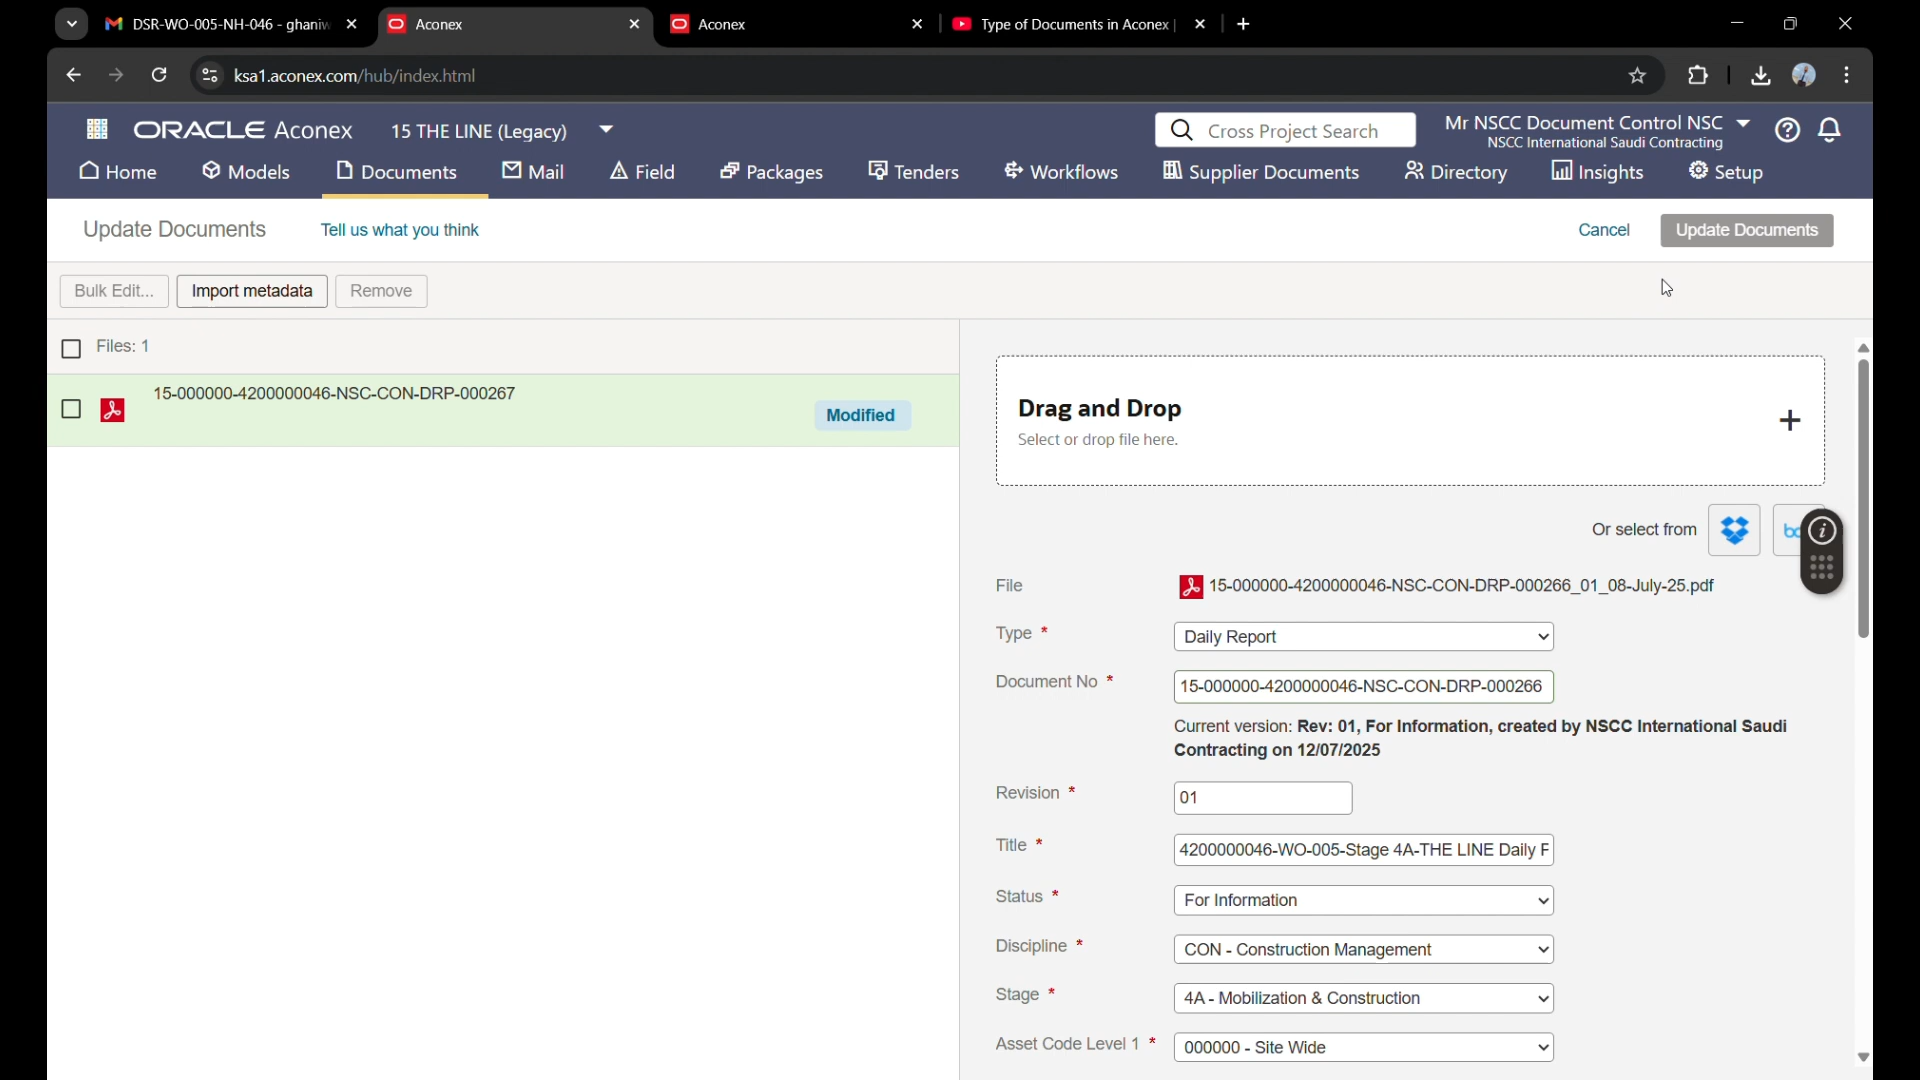 DSR-WO-005-NH-046 - ghaniw
Aconex
Aconex
Type of Documents in Aconex |
ksa1.aconex.com/hub/index.html
ORACLE Aconex
15 THE LINE (Legacy)
Cross Project Search
Mr NSCC Document Control NSC
NSCC International Saudi Contracting
Home
Models
Documents
Mail
Field
Packages
Tenders
Workflows
Supplier Documents
Directory
Insights
Setup
Update Documents
Tell us what you think
Cancel
Update Documents
Bulk Edit...
Import metadata
Remove
Files: 1
15-000000-4200000046-NSC-CON-DRP-000267
Modified
Drag and Drop
Select or drop file here.
Or select from
File
15-000000-4200000046-NSC-CON-DRP-000266_01_08-July-25.pdf
Type *
Daily Report
Document No *
15-000000-4200000046-NSC-CON-DRP-000266
Current version: Rev: 01, For Information, created by NSCC International Saudi
Contracting on 12/07/2025
Revision *
01
Title *
4200000046-WO-005-Stage 4A-THE LINE Daily
Status *
For Information
Discipline *
CON - Construction Management
Stage *
4A - Mobilization & Construction
Asset Code Level 1 *
000000 - Site Wide